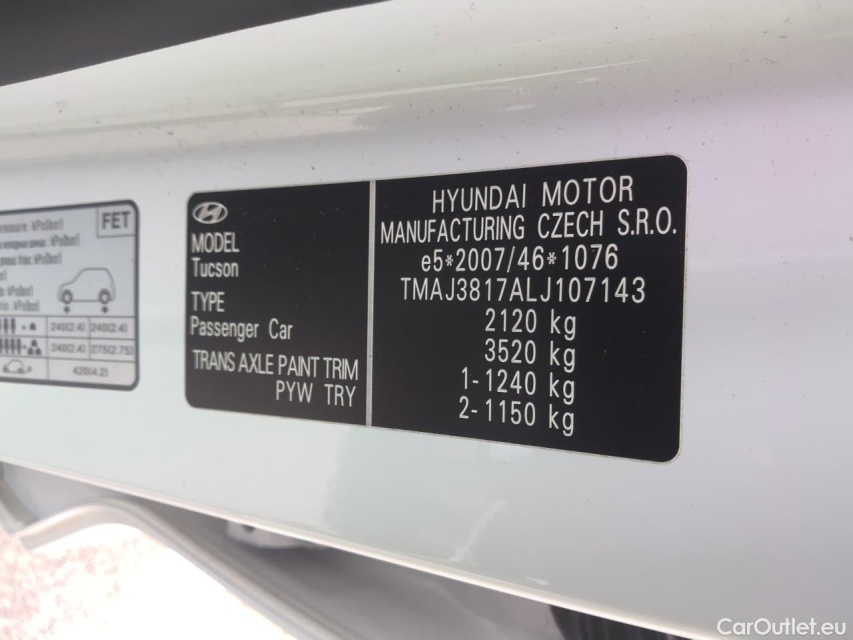 FET
240(2.4) 240(2.4)
240(2.4) 275(2.75)
420(4.2)
MODEL
Tucson
TYPE
Passenger Car
TRANS AXLE PAINT TRIM
PYW TRY
HYUNDAI MOTOR
MANUFACTURING CZECH S.R.O.
e5*2007/46*1076
TMAJ3817ALJ107143
2120 kg
3520 kg
1-1240 kg
2-1150 kg
CarOutlet.eu